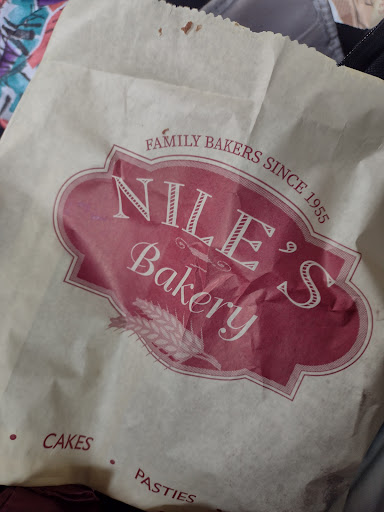 FAMILY BAKERS SINCE 1955
NILE'S
Bakery
• CAKES • PASTIES